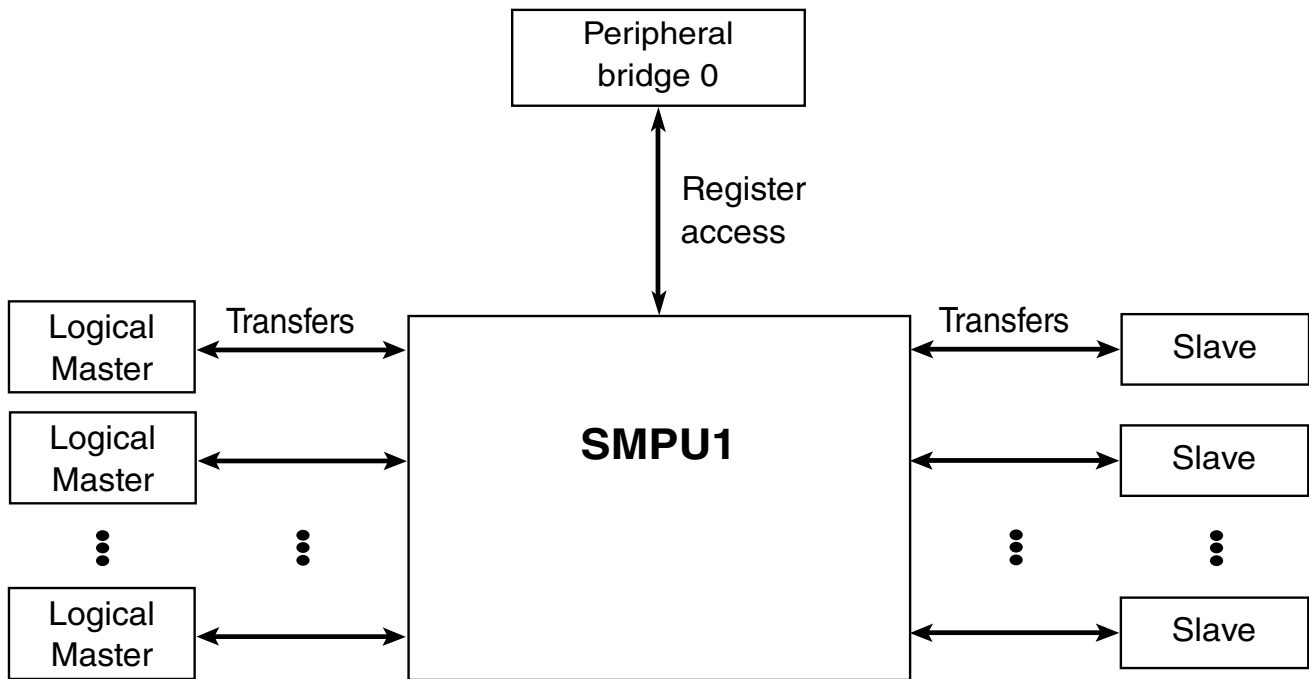 Peripheral
bridge 0
Register
access
Logical
Master
Transfers
Transfers
Slave
Logical
Master
SMPU1
Slave
Logical
Master
Slave